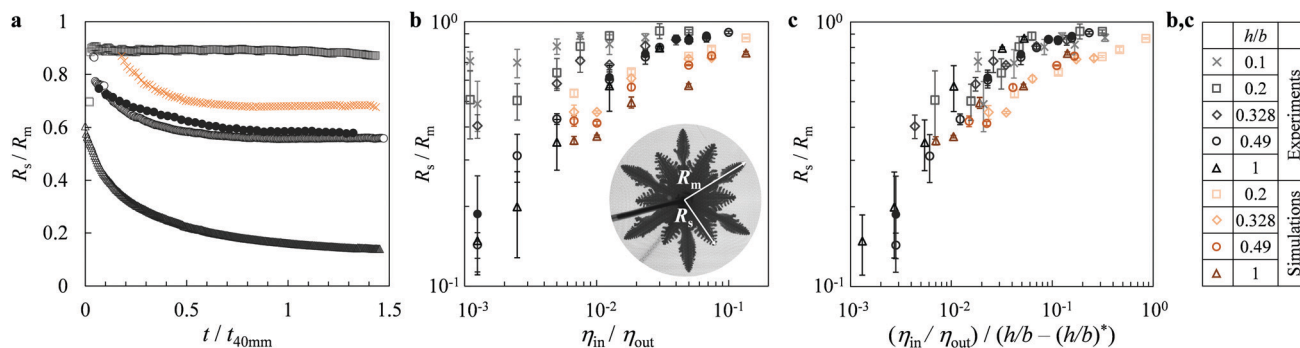 a
R_s / R_m
1
0.8
0.6
0.4
0.2
0
0
0.5
1
1.5
t / t_40mm
b
R_s / R_m
10^0
10^-1
10^-3
10^-2
10^-1
10^0
η_in / η_out
R_m
R_s
c
R_s / R_m
10^0
10^-1
10^-3
10^-2
10^-1
10^0
(η_in / η_out) / (h/b – (h/b)*)
b,c
h/b
0.1
0.2
0.328
0.49
1
Experiments
0.2
0.328
0.49
1
Simulations